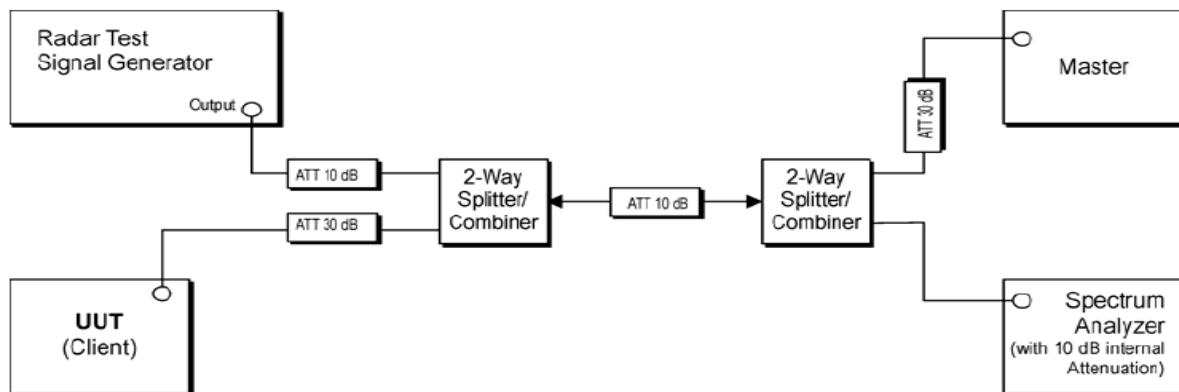 Radar Test
Signal Generator
Output
ATT 10 dB
2-Way
Splitter/
Combiner
ATT 30 dB
UUT
(Client)
ATT 10 dB
2-Way
Splitter/
Combiner
ATT 30 dB
Master
Spectrum
Analyzer
(with 10 dB internal
Attenuation)